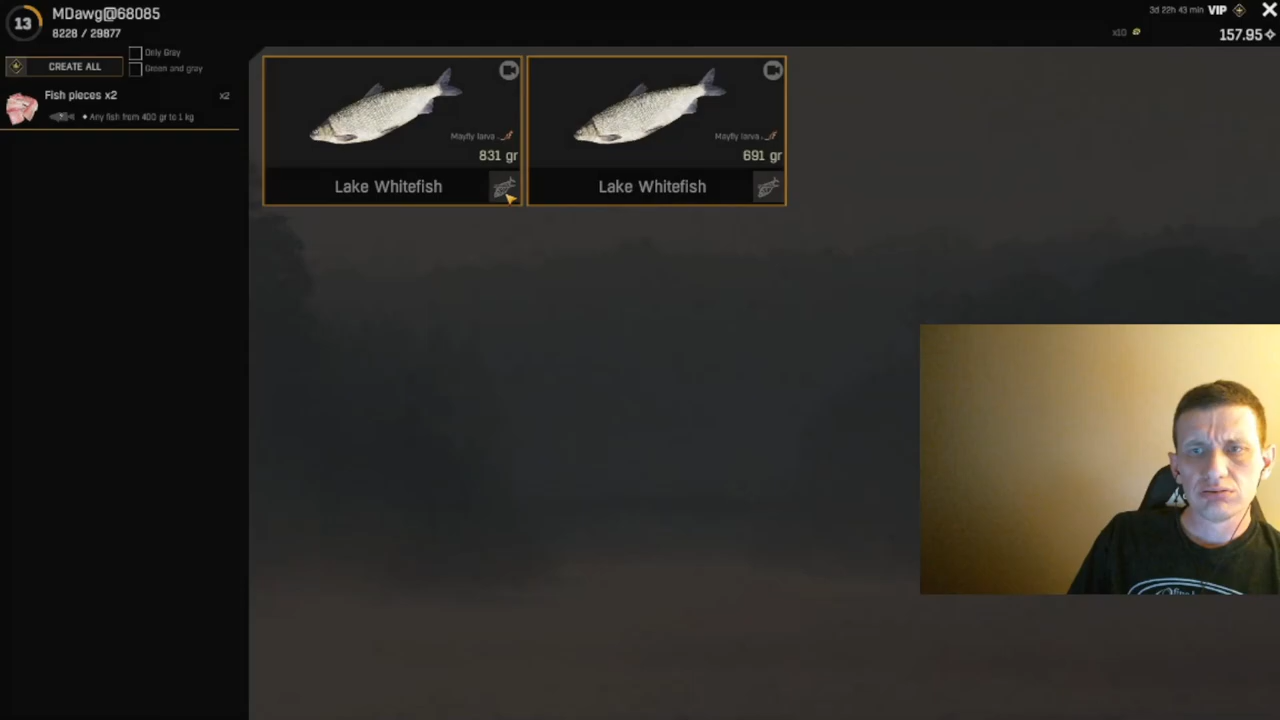 13
MDawg@68085
8228 / 29877
3d 22h 43 min VIP
x10
157.95
CREATE ALL
Only Gray
Green and gray
Fish pieces x2
x2
Any fish from 400 gr to 1 kg
Mayfly larva
831 gr
Lake Whitefish
Mayfly larva
691 gr
Lake Whitefish